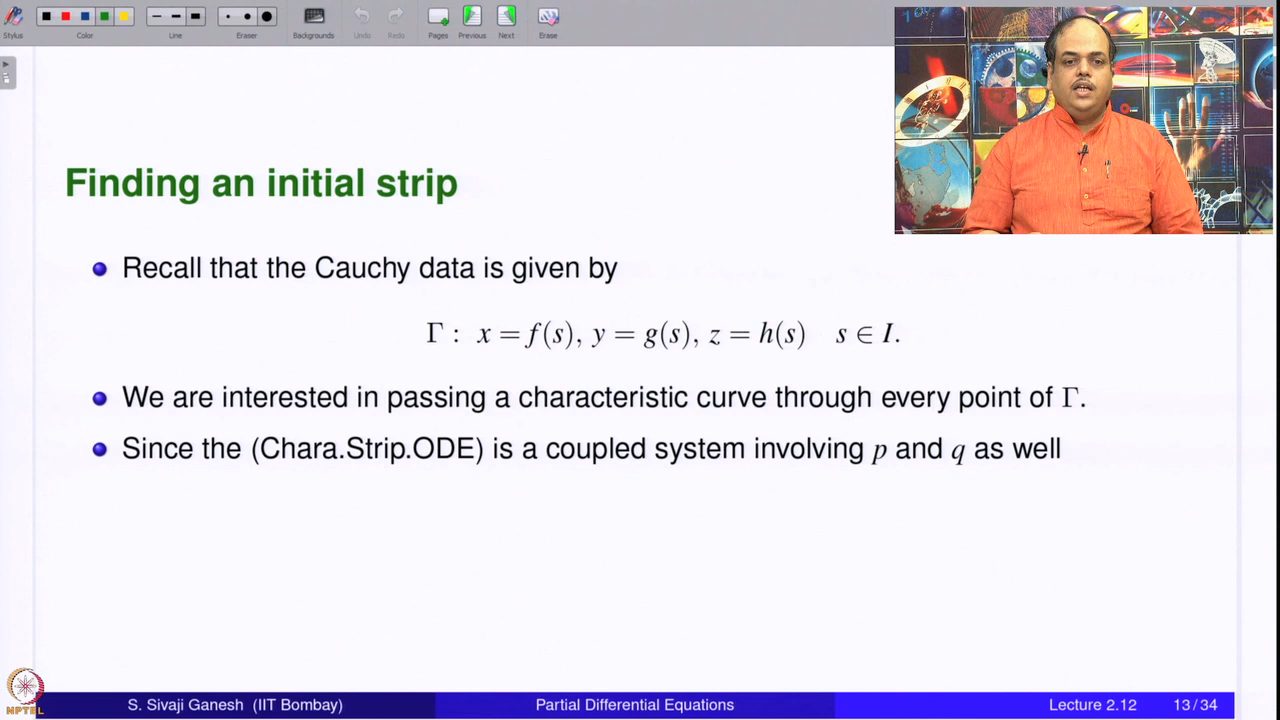 Stylus
Color
Line
Eraser
Backgrounds
Undo
Redo
Pages
Previous
Next
Erase
Finding an initial strip
Recall that the Cauchy data is given by
Γ : x = f(s), y = g(s), z = h(s) s ∈ I.
We are interested in passing a characteristic curve through every point of Γ.
Since the (Chara.Strip.ODE) is a coupled system involving p and q as well
NPTEL
S. Sivaji Ganesh (IIT Bombay) Partial Differential Equations Lecture 2.12 13/34